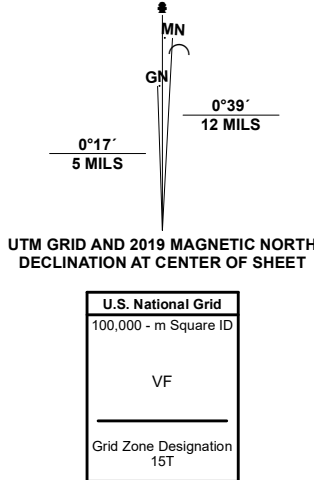 MN
GN
0°39´
12 MILS
0°17´
5 MILS
UTM GRID AND 2019 MAGNETIC NORTH
DECLINATION AT CENTER OF SHEET
U.S. National Grid
100,000 - m Square ID
VF
Grid Zone Designation
15T